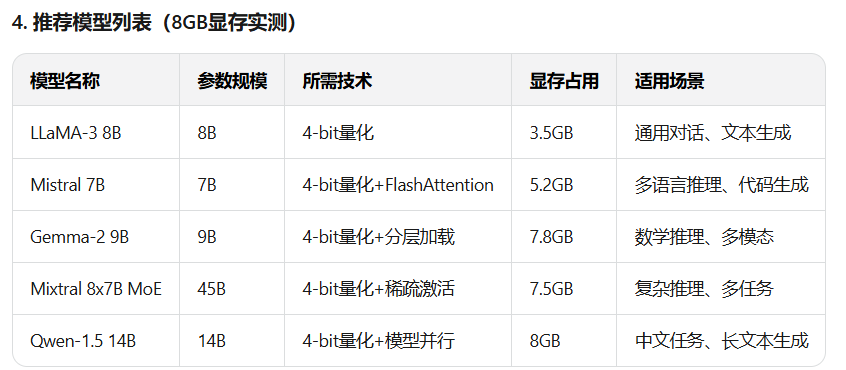 4. 推荐模型列表（8GB显存实测）
模型名称 参数规模 所需技术 显存占用 适用场景
LLaMA-3 8B 8B 4-bit量化 3.5GB 通用对话、文本生成
Mistral 7B 7B 4-bit量化+FlashAttention 5.2GB 多语言推理、代码生成
Gemma-2 9B 9B 4-bit量化+分层加载 7.8GB 数学推理、多模态
Mixtral 8x7B MoE 45B 4-bit量化+稀疏激活 7.5GB 复杂推理、多任务
Qwen-1.5 14B 14B 4-bit量化+模型并行 8GB 中文任务、长文本生成